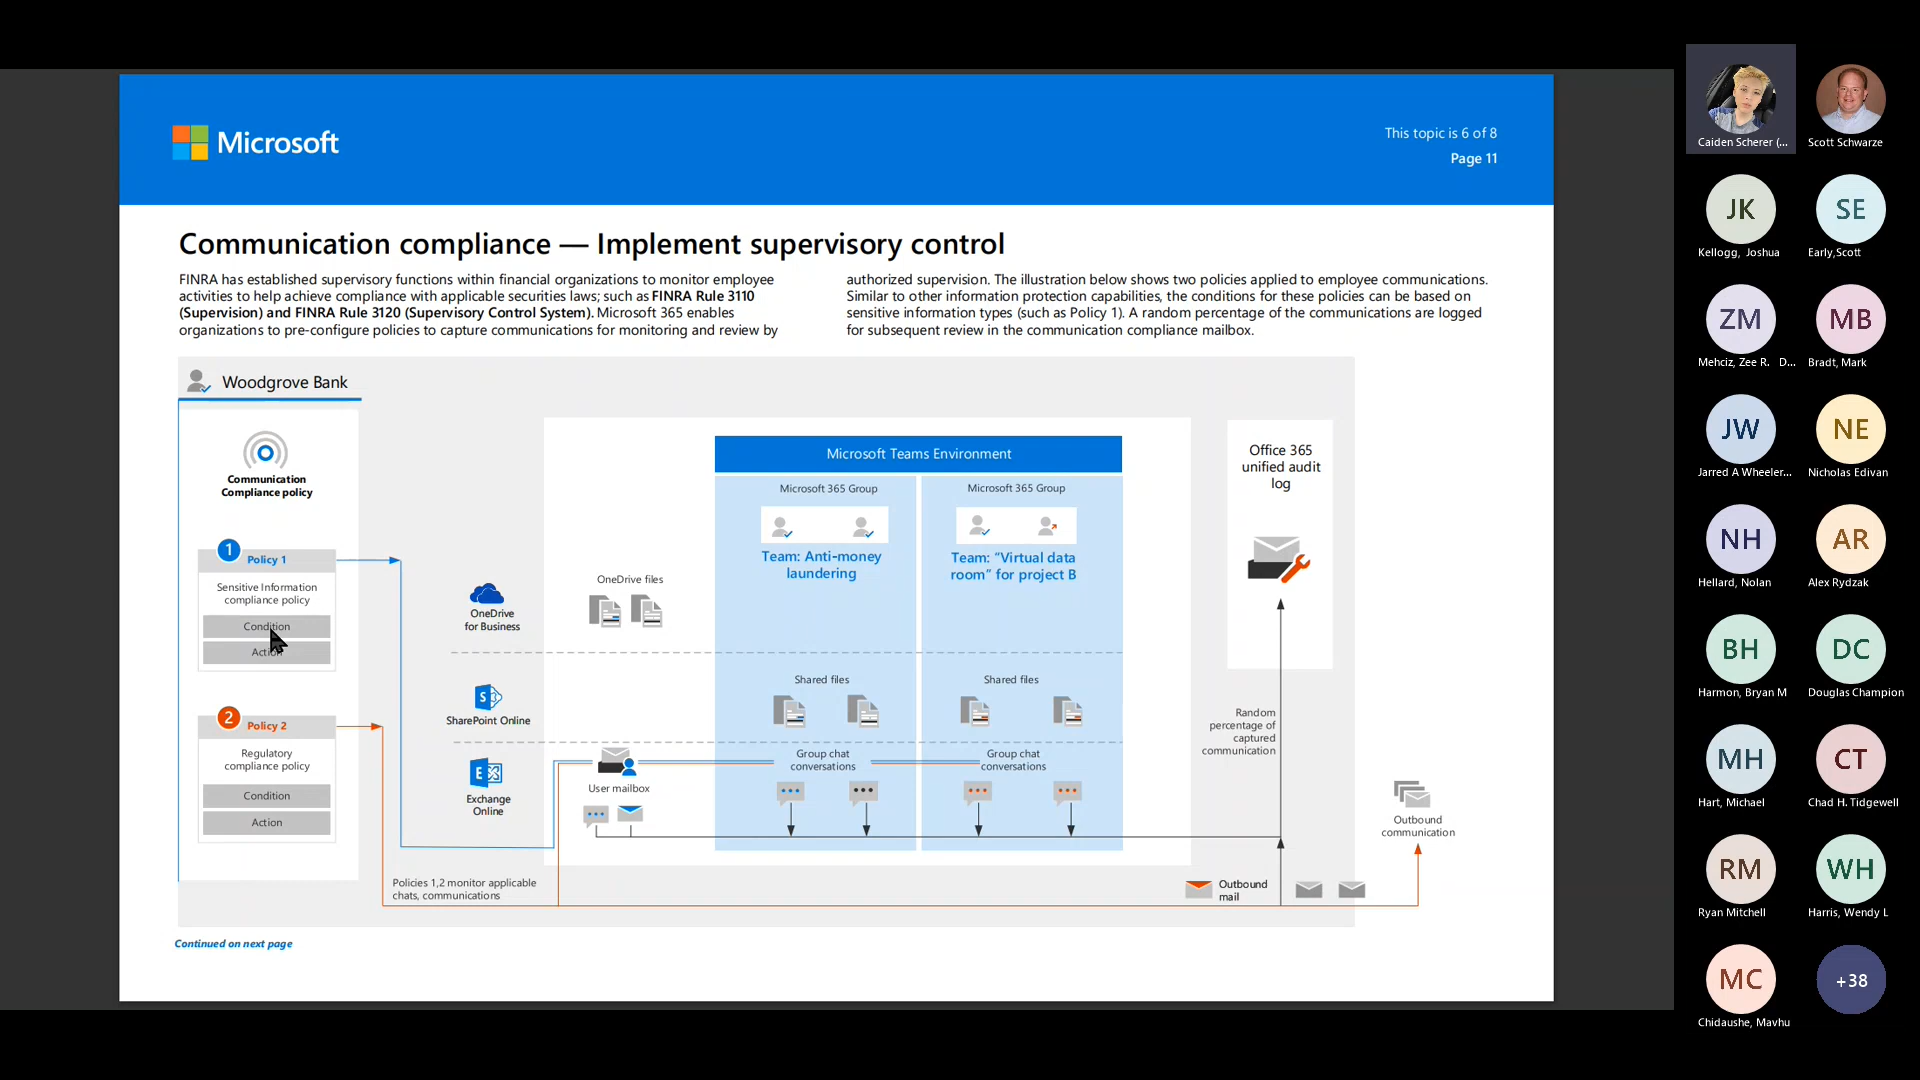 Microsoft
This topic is 6 of 8
Page 11
Communication compliance — Implement supervisory control
FINRA has established supervisory functions within financial organizations to monitor employee
activities to help achieve compliance with applicable securities laws; such as FINRA Rule 3110
(Supervision) and FINRA Rule 3120 (Supervisory Control System). Microsoft 365 enables
organizations to pre-configure policies to capture communications for monitoring and review by
authorized supervision. The illustration below shows two policies applied to employee communications.
Similar to other information protection capabilities, the conditions for these policies can be based on
sensitive information types (such as Policy 1). A random percentage of the communications are logged
for subsequent review in the communication compliance mailbox.
Woodgrove Bank
Communication
Compliance policy
1
Policy 1
Sensitive Information
compliance policy
Condition
Action
2
Policy 2
Regulatory
compliance policy
Condition
Action
Policies 1,2 monitor applicable
chats, communications
OneDrive
for Business
SharePoint Online
Exchange
Online
OneDrive files
User mailbox
Microsoft Teams Environment
Microsoft 365 Group
Team: Anti-money
laundering
Shared files
Group chat
conversations
Microsoft 365 Group
Team: “Virtual data
room” for project B
Shared files
Group chat
conversations
Office 365
unified audit
log
Random
percentage of
captured
communication
Outbound
mail
Outbound
communication
Continued on next page
Caiden Scherer (...
Scott Schwarze
JK
Kellogg, Joshua
SE
Early,Scott
ZM
Mehciz, Zee R. D...
MB
Bradt, Mark
JW
Jarred A Wheeler...
NE
Nicholas Edivan
NH
Hellard, Nolan
AR
Alex Rydzak
BH
Harmon, Bryan M
DC
Douglas Champion
MH
Hart, Michael
CT
Chad H. Tidgewell
RM
Ryan Mitchell
WH
Harris, Wendy L
MC
Chidaushe, Mavhu
+38